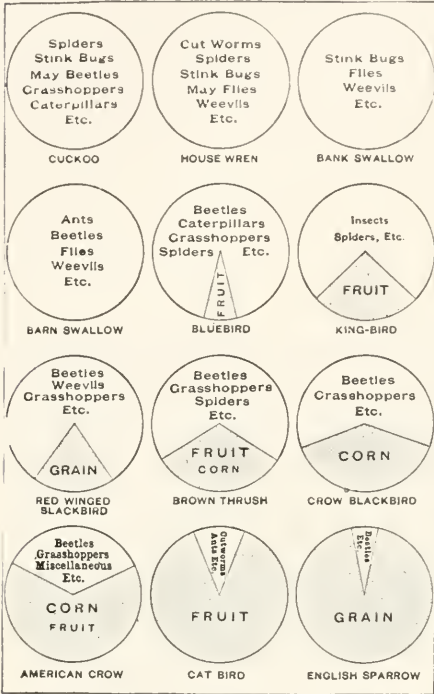 Spiders
Stink Bugs
May Beetles
Grasshoppers
Caterpillars
Etc.
CUCKOO
Cut Worms
Spiders
Stink Bugs
May Flies
Weevils
Etc.
HOUSE WREN
Stink Bugs
Flies
Weevils
Etc.
BANK SWALLOW
Ants
Beetles
Flies
Weevils
Etc.
BARN SWALLOW
Beetles
Caterpillars
Grasshoppers
Spiders Etc.
FRUIT
BLUEBIRD
Insects
Spiders, Etc.
FRUIT
KING-BIRD
Beetles
Weevils
Grasshoppers
Etc.
GRAIN
RED WINGED
BLACKBIRD
Beetles
Grasshoppers
Spiders
Etc.
FRUIT
CORN
BROWN THRUSH
Beetles
Grasshoppers
Etc.
CORN
CROW BLACKBIRD
Beetles
Grasshoppers
Miscellaneous
Etc.
CORN
FRUIT
AMERICAN CROW
Cutworms
Ants Etc.
FRUIT
CAT BIRD
Beetles
Etc.
GRAIN
ENGLISH SPARROW